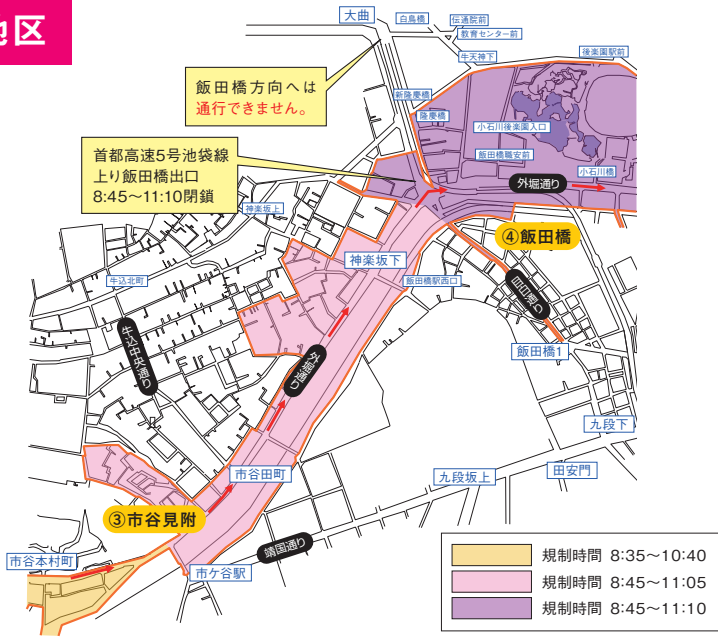 地区
大曲
白鳥橋
伝通院前
教育センター前
牛天神下
後楽園駅前
飯田橋方向へは
通行できません。
新隆慶橋
隆慶橋
小石川後楽園入口
首都高速5号池袋線
上り飯田橋出口
8:45～11:10閉鎖
飯田橋職安前
小石川橋
外堀通り
神楽坂上
④飯田橋
神楽坂下
牛込北町
飯田橋駅西口
目白通り
牛込中央通り
外堀通り
飯田橋1
九段下
市谷田町
九段坂上
田安門
③市谷見附
靖国通り
市谷本村町
市ケ谷駅
規制時間 8:35～10:40
規制時間 8:45～11:05
規制時間 8:45～11:10